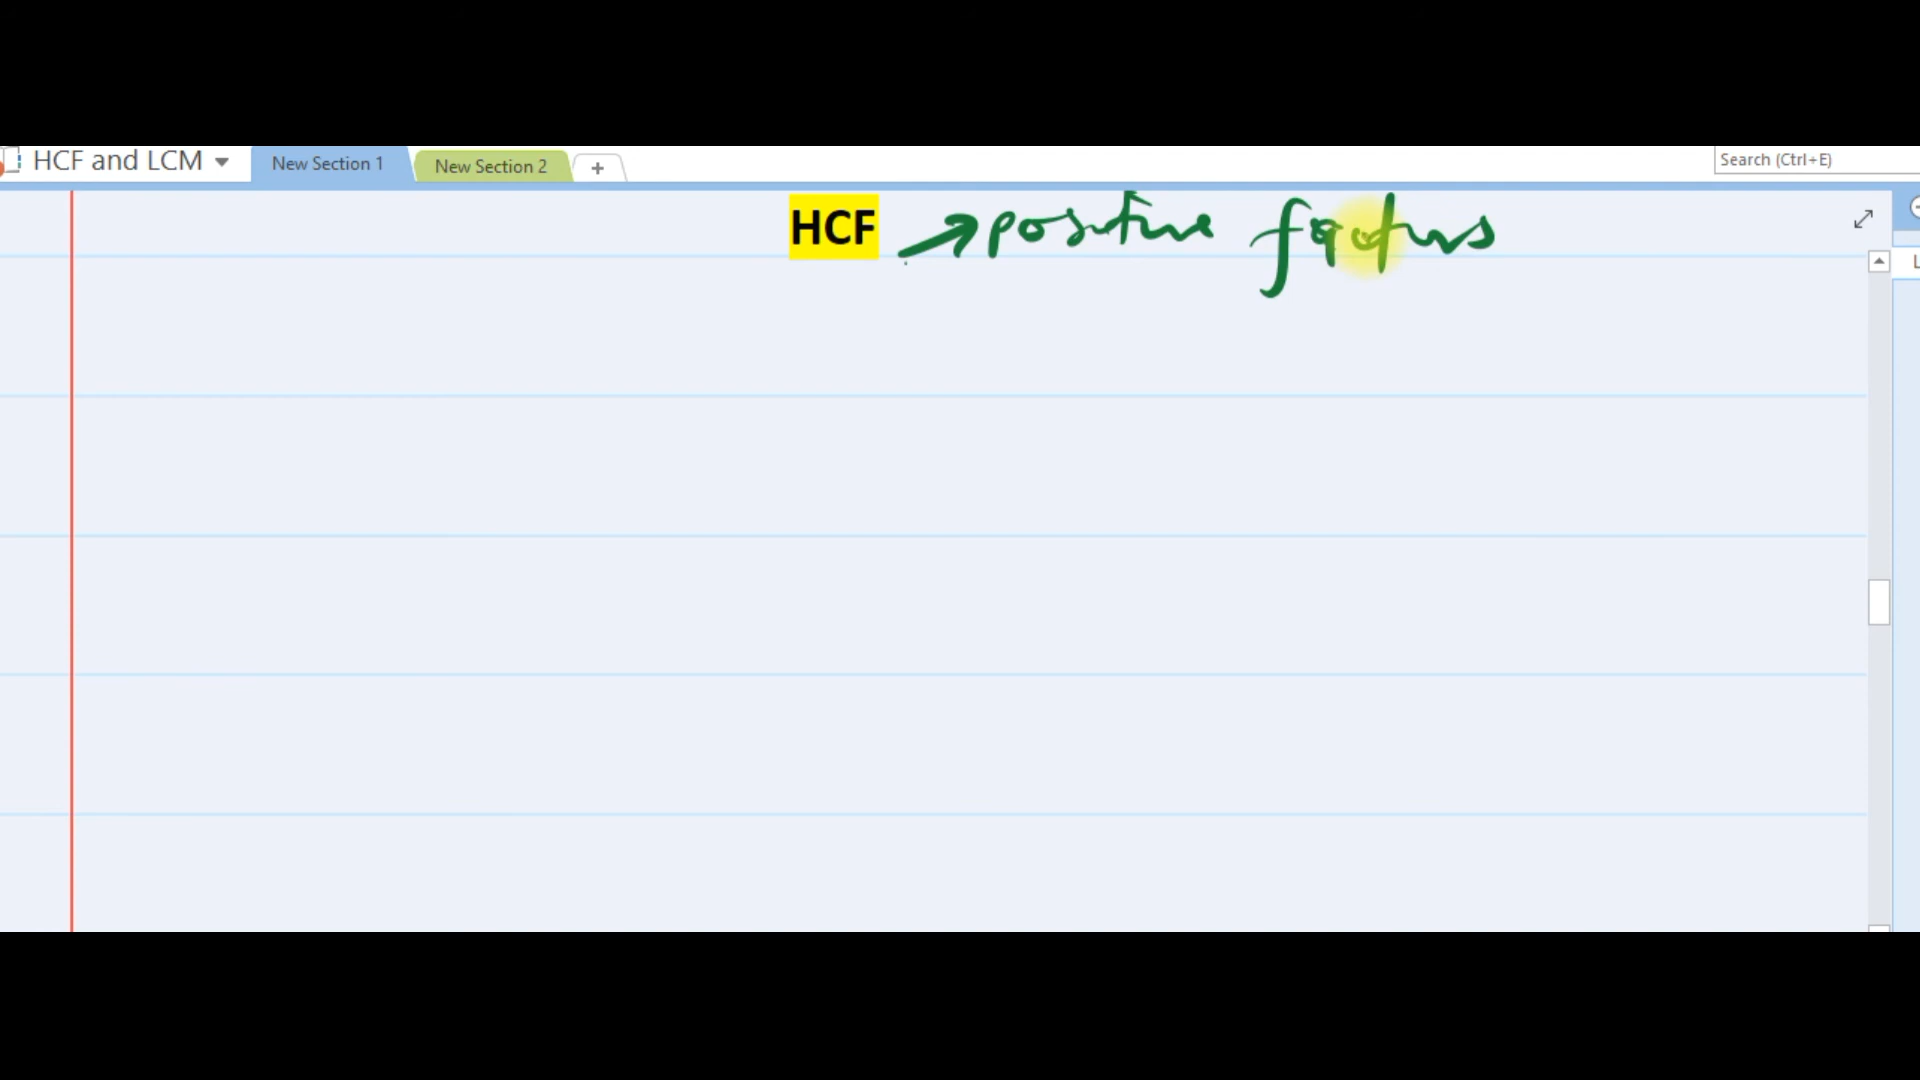 HCF and LCM New Section 1 New Section 2 + Search (Ctrl+E)
HCF → positive factors